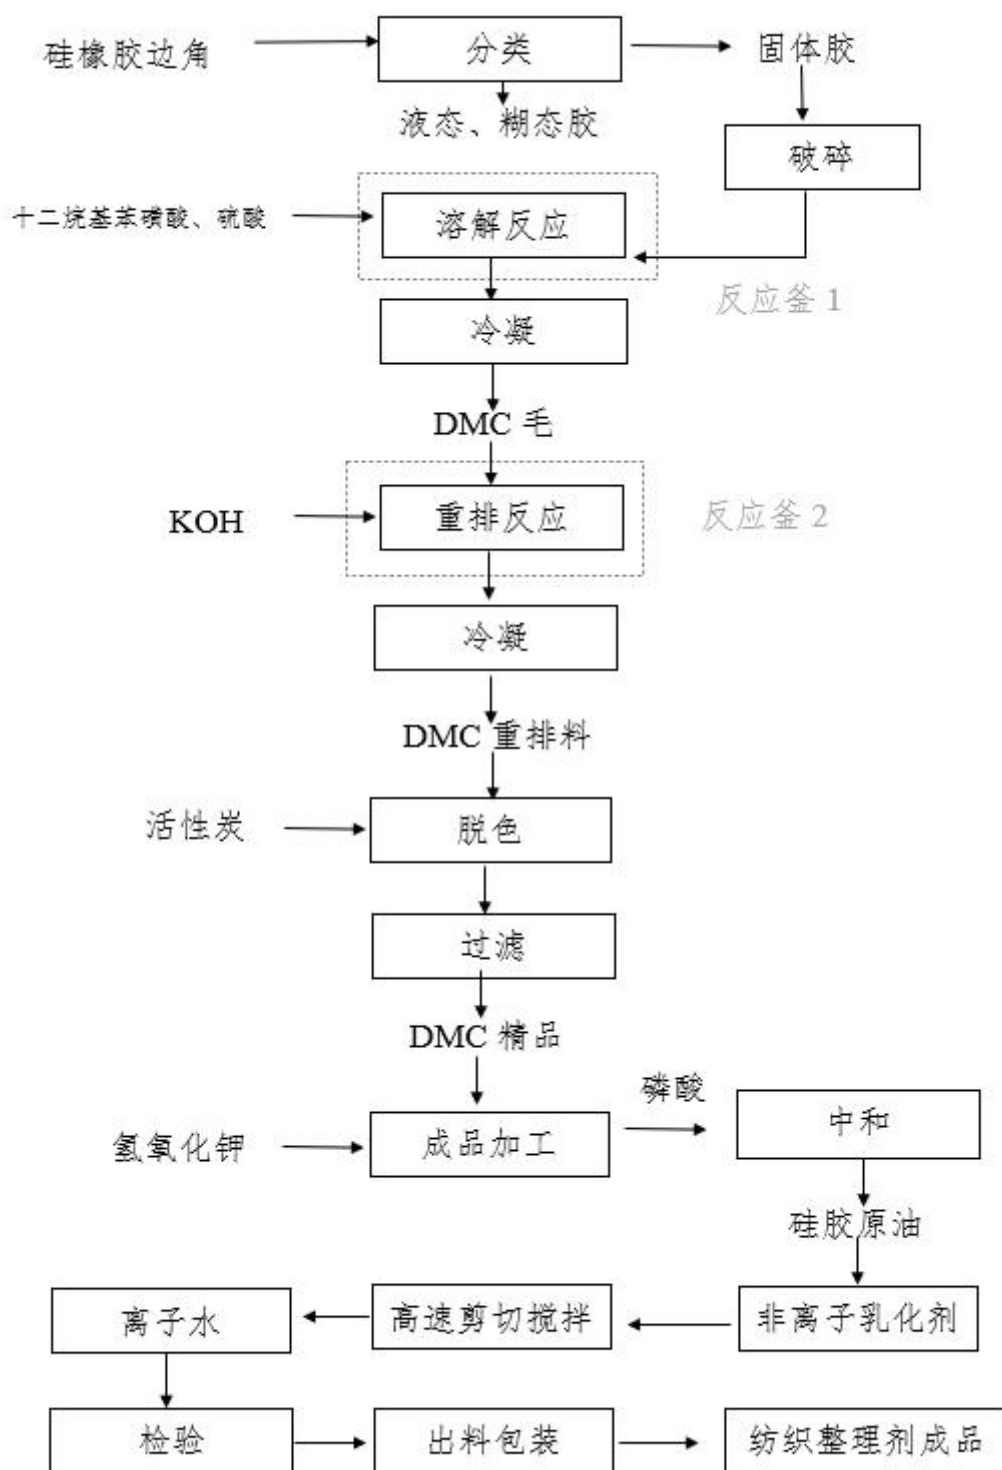 硅橡胶边角
分类
固体胶
液态、糊态胶
破碎
十二烷基苯磺酸、硫酸
溶解反应
反应釜 1
冷凝
DMC 毛
KOH
重排反应
反应釜 2
冷凝
DMC 重排料
活性炭
脱色
过滤
DMC 精品
磷酸
中和
氢氧化钾
成品加工
硅胶原油
离子水
高速剪切搅拌
非离子乳化剂
检验
出料包装
纺织整理剂成品